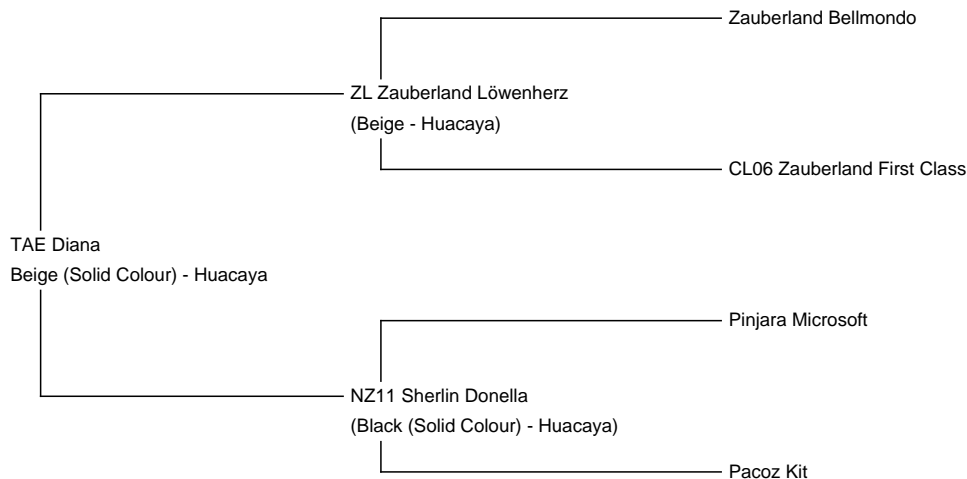 Zauberland Bellmondo
ZL Zauberland Löwenherz
(Beige - Huacaya)
CL06 Zauberland First Class
TAE Diana
Beige (Solid Colour) - Huacaya
Pinjara Microsoft
NZ11 Sherlin Donella
(Black (Solid Colour) - Huacaya)
Pacoz Kit